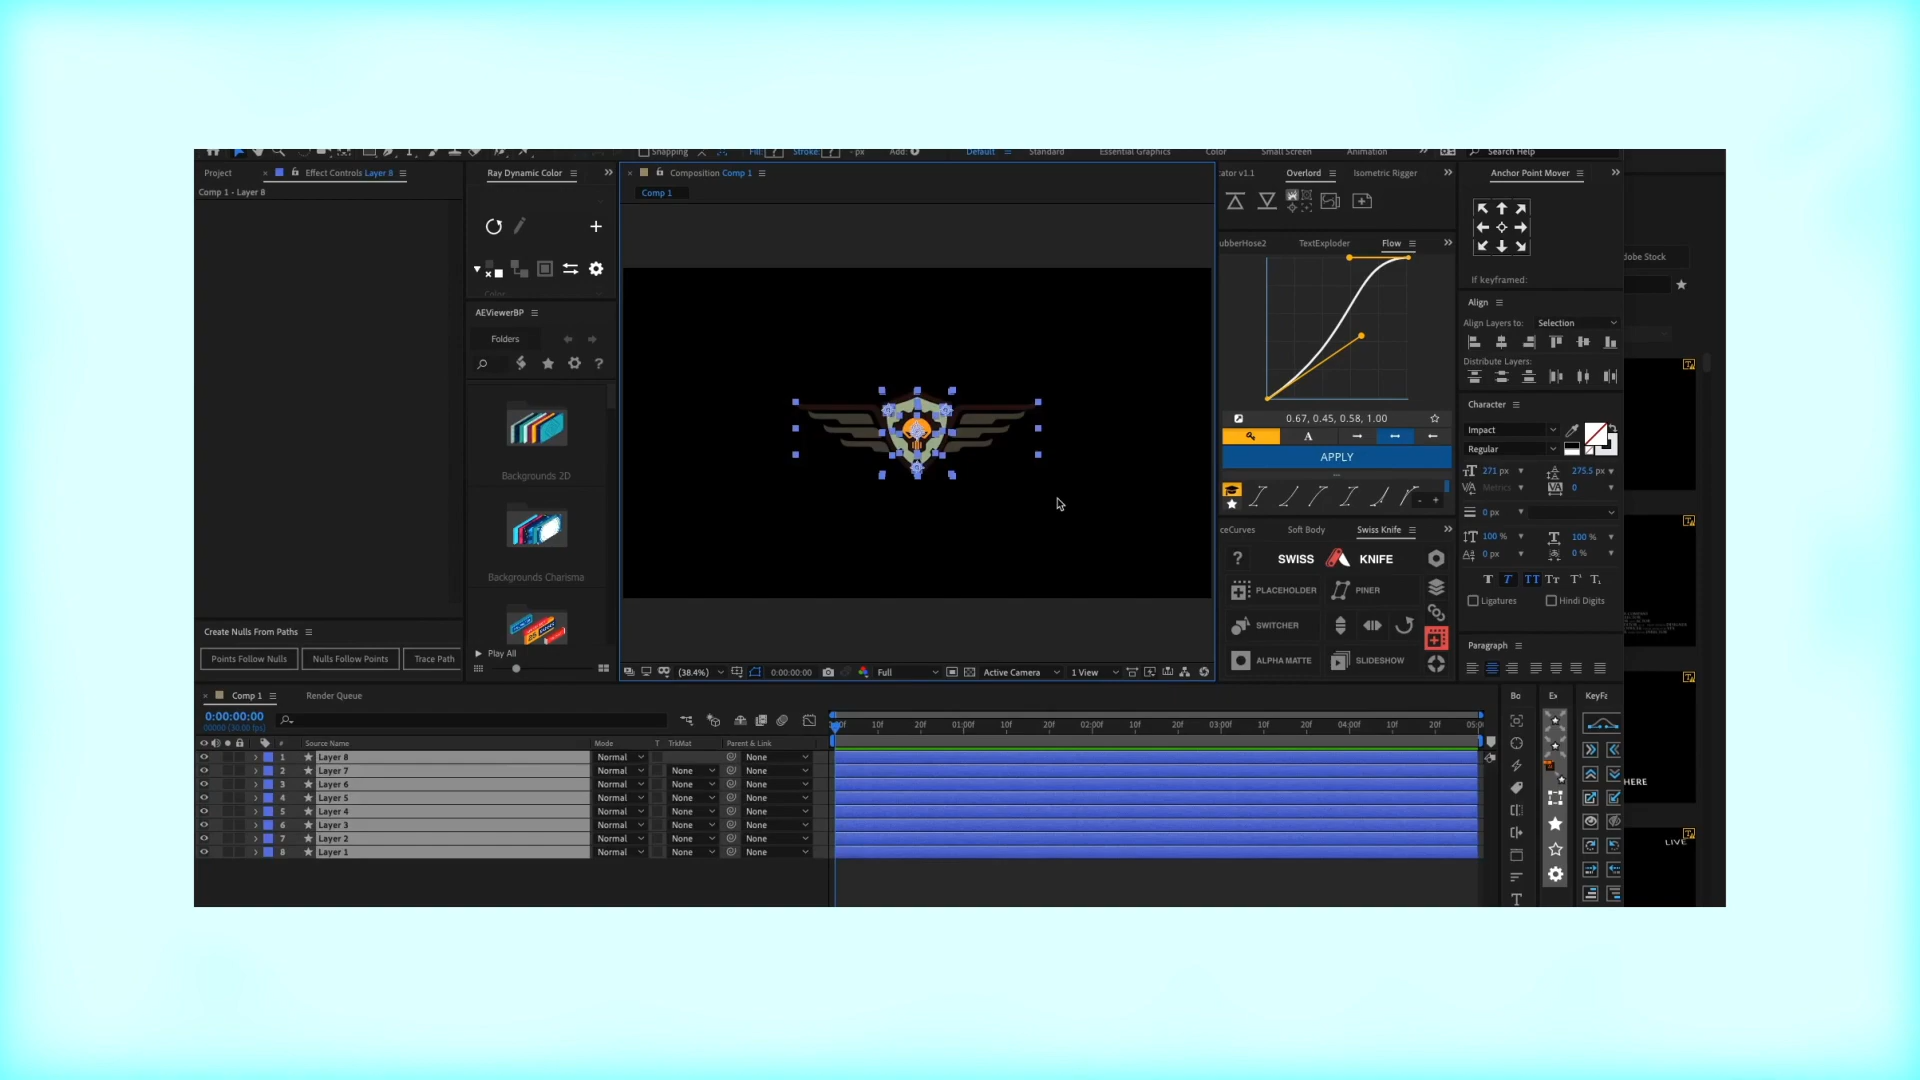 Snapping Fill: ? Stroke: ? - px Add: Default Standard Essential Graphics Color Small Screen Animation Search Help
Project Effect Controls Layer 8
Comp 1 - Layer 8
Ray Dynamic Color
Color
AEViewerBP
Folders
?
Backgrounds 2D
Backgrounds Charisma
Play All
Create Nulls From Paths
Points Follow Nulls Nulls Follow Points Trace Path
Composition Comp 1
Comp 1
(38.4%) 0:00:00:00 Full Active Camera 1 View
ator v1.1 Overlord Isometric Rigger
ubberHose2 TextExploder Flow
0.67, 0.45, 0.58, 1.00
A
APPLY
- +
ceCurves Soft Body Swiss Knife
? SWISS KNIFE
PLACEHOLDER PINER
SWITCHER
ALPHA MATTE SLIDESHOW
Anchor Point Mover
If keyframed:
Align
Align Layers to: Selection
Distribute Layers:
Character
Impact
Regular
271 px 275.5 px
Metrics 0
0 px
100 % 100 %
0 px 0 %
T T TT Tt T¹ T₁
Ligatures Hindi Digits
Paragraph
dobe Stock
HERE
LIVE
Comp 1 Render Queue
0:00:00:00
00000 (30.00 fps)
# Source Name Mode T TrkMat Parent & Link
10f 20f 01:00f 10f 20f 02:00f 10f 20f 03:00f 10f 20f 04:00f 10f 20f 05:0
1 Layer 8 Normal None
2 Layer 7 Normal None None
3 Layer 6 Normal None None
4 Layer 5 Normal None None
5 Layer 4 Normal None None
6 Layer 3 Normal None None
7 Layer 2 Normal None None
8 Layer 1 Normal None None
Bo E› KeyFa
T